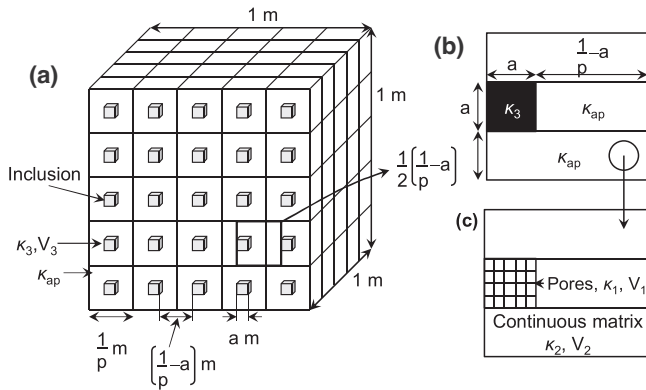 (a)
1 m
1 m
1 m
Inclusion
κ3,V3
κap
1/p m
(1/p–a) m
a m
1/2(1/p–a)
(b)
a
1/p–a
a
κ3
κap
κap
(c)
Pores, κ1, V1
Continuous matrix
κ2, V2